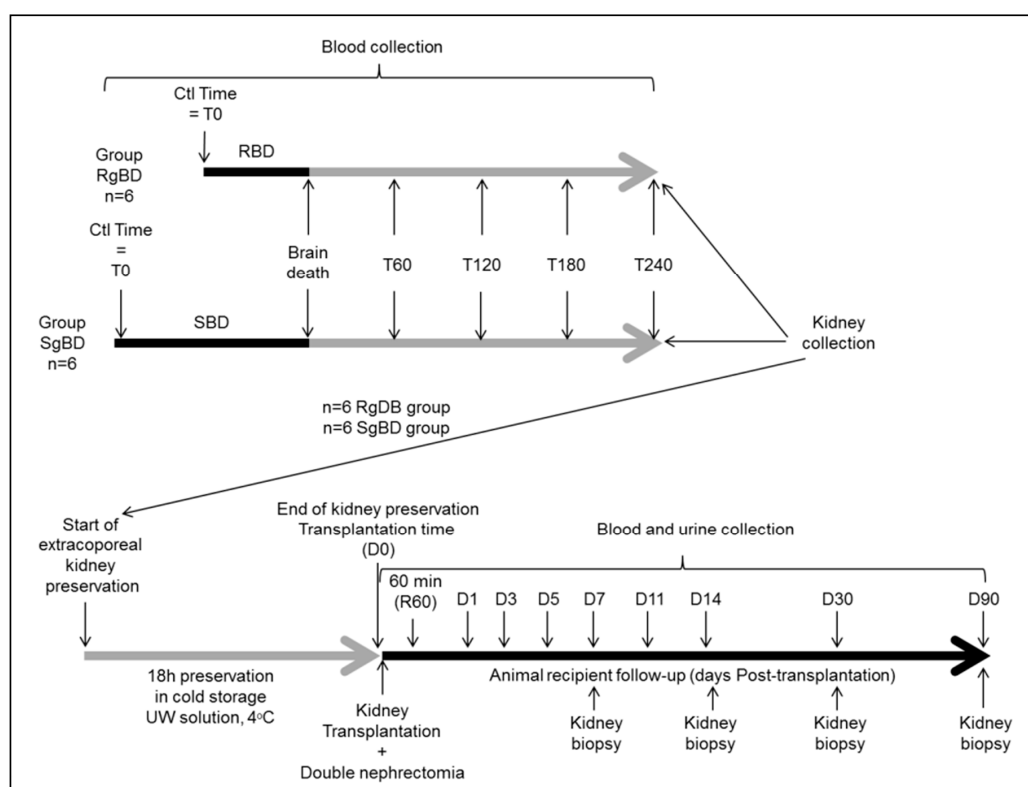 Blood collection
Ctl Time
= T0
RBD
Group
RgBD
n=6
Ctl Time
=
T0
Brain
death
T60
T120
T180
T240
Group
SgBD
n=6
SBD
Kidney
collection
n=6 RgDB group
n=6 SgBD group
Start of
extracoporeal
kidney
preservation
End of kidney preservation
Transplantation time
(D0)
Blood and urine collection
60 min
(R60)
D1
D3
D5
D7
D11
D14
D30
D90
18h preservation
in cold storage
UW solution, 4°C
Animal recipient follow-up (days Post-transplantation)
Kidney
Transplantation
+
Double nephrectomia
Kidney
biopsy
Kidney
biopsy
Kidney
biopsy
Kidney
biopsy